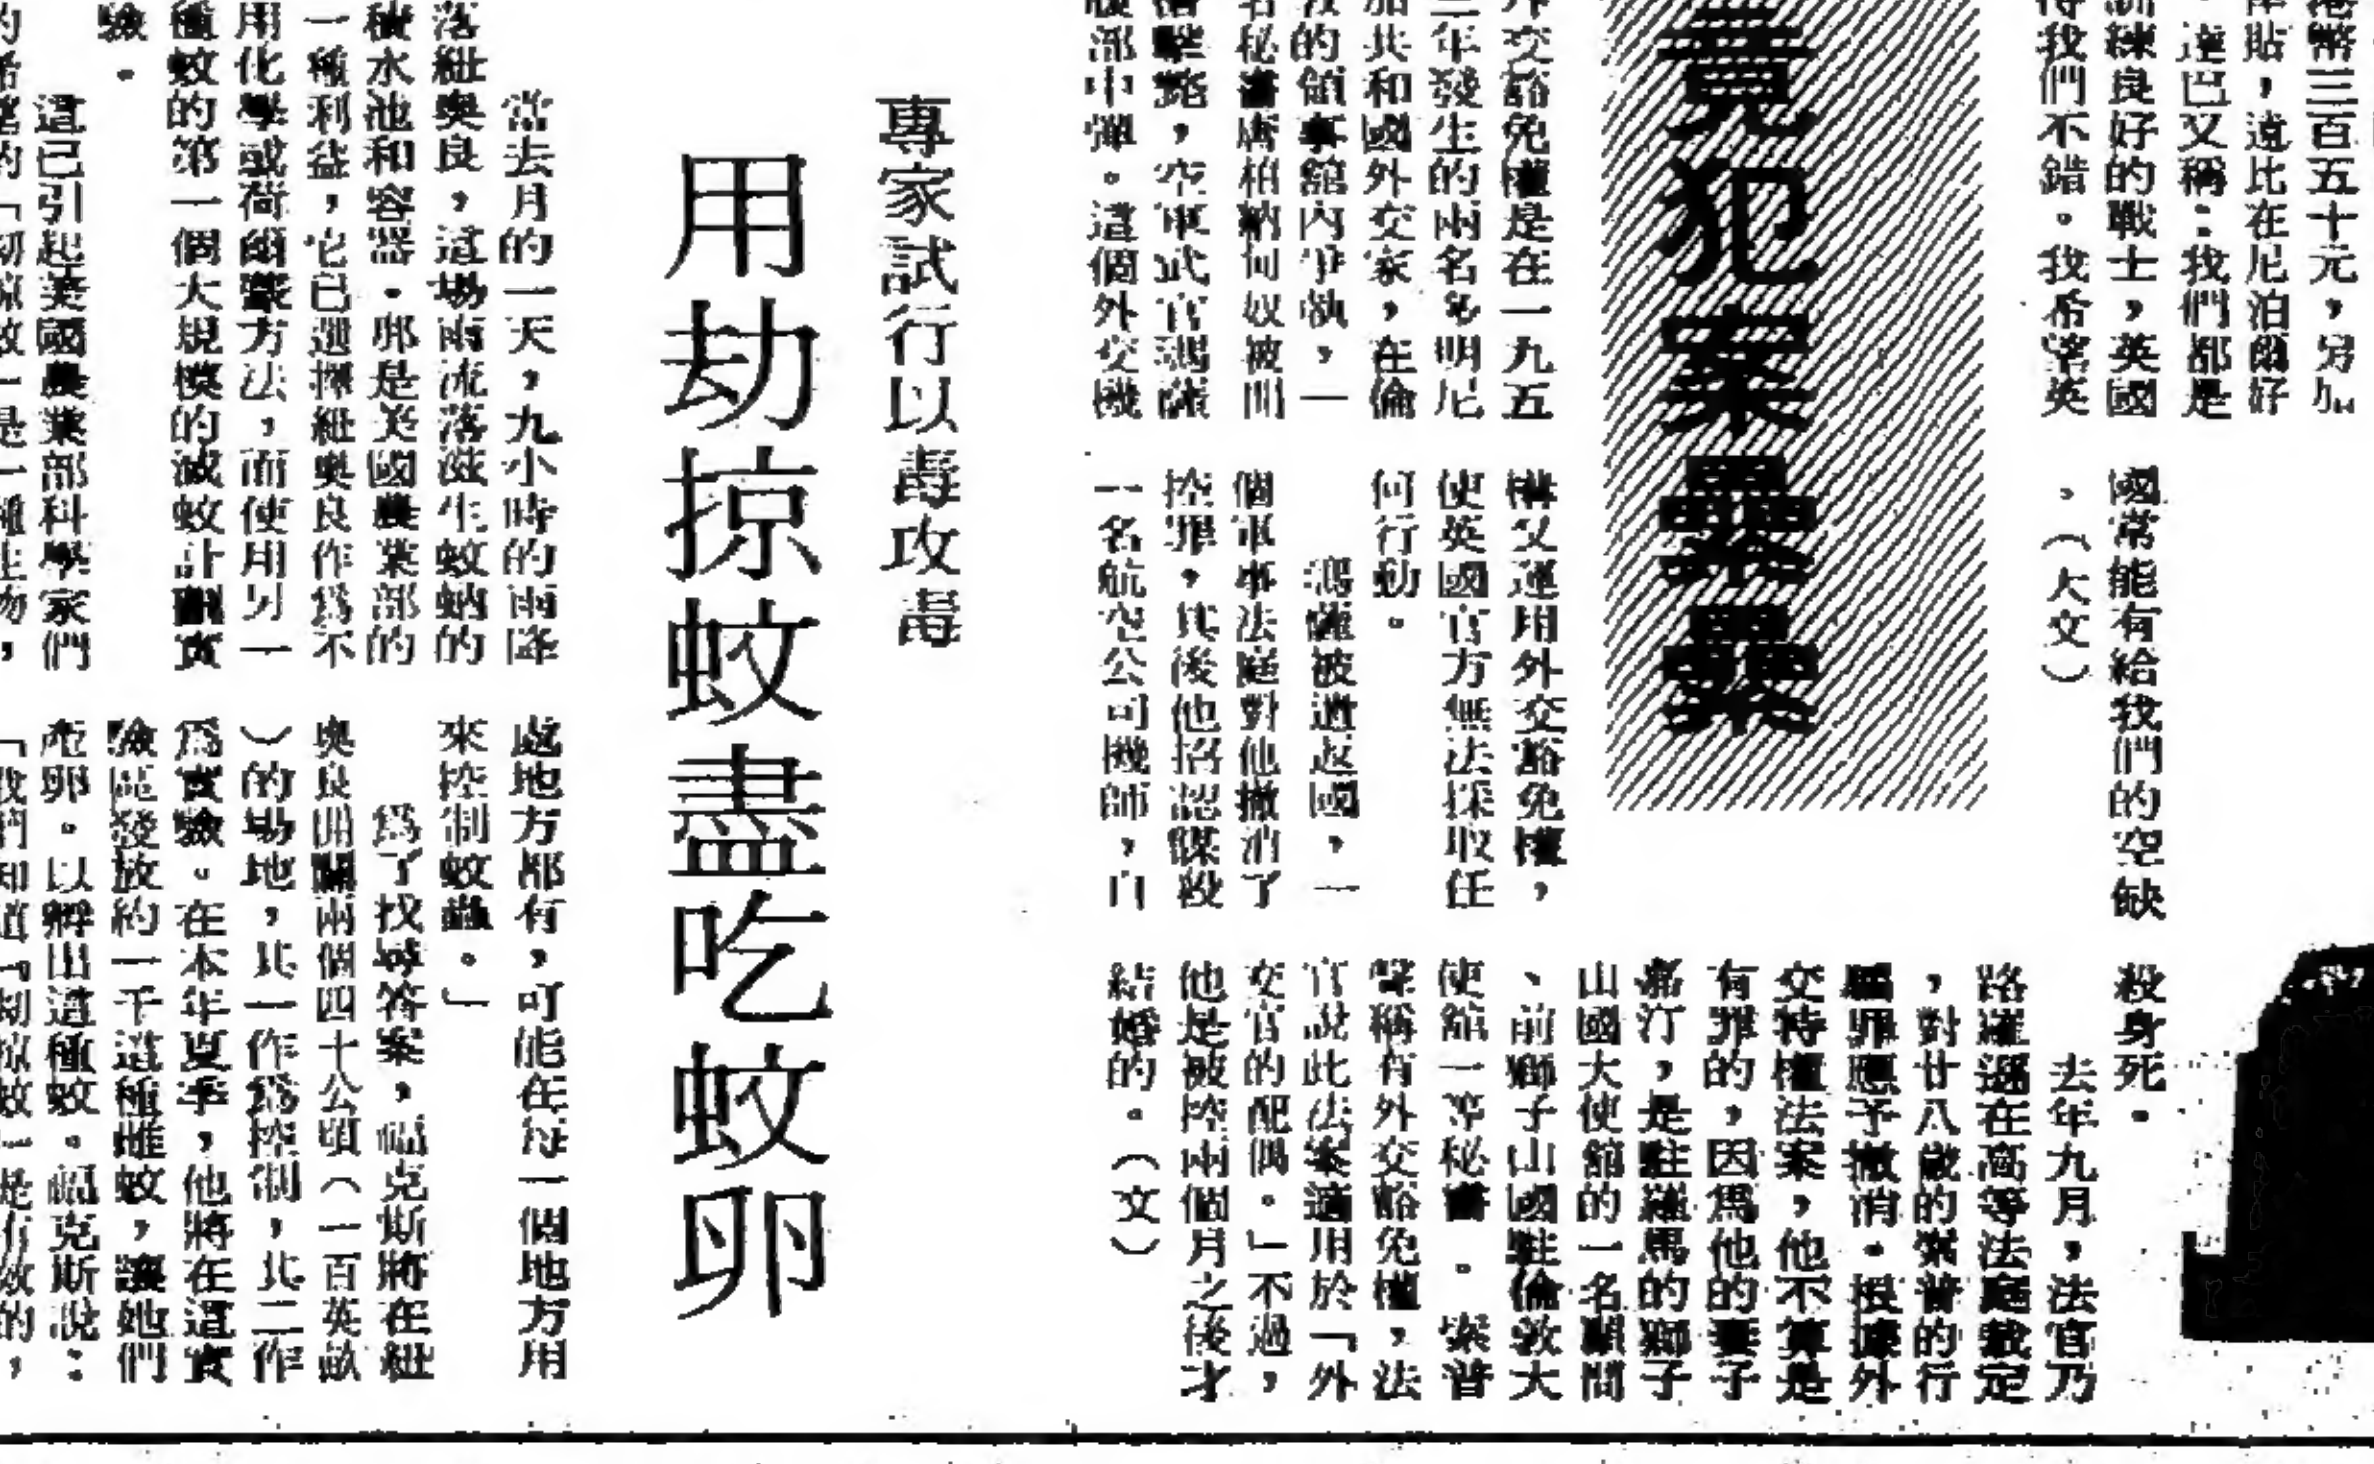 港幣三百五十元，另加
津貼，遠比在尼泊爾好
。達巴又稱：我們都是
訓練良好的戰士，英國
得我們不錯。我希望英
國常能有給我們的空缺
。（大文）
竟犯案纍纍
外交豁免權是在一九五
三年發生的兩名多明尼
加共和國外交家，在倫
敦的領事舘內爭執，一
名秘書唐柏納何奴被開
槍擊斃，空軍武官鴻薩
腹部中彈。這個外交機
構又運用外交豁免權，
使英國官方無法採取任
何行動。
鴻薩被遣返國，一
個軍事法庭對他撤消了
控罪，其後他招認謀殺
一名航空公司機師，自
殺身死。
去年九月，法官乃
路羅遜在高等法庭裁定
，對廿八歲的棠普的行
騙罪應予撤消。根據外
交特權法案，他不算是
有罪的，因爲他的妻子
嘉汀，是駐羅馬的獅子
山國大使舘的一名顧問
、前獅子山國駐倫敦大
使舘一等秘書。棠普
聲稱有外交豁免權，法
官說此法案適用於「外
交官的配偶。」不過，
他是被控兩個月之後才
結婚的。（文）
專家試行以毒攻毒
用劫掠蚊盡吃蚊卵
當去月的一天，九小時的雨降
落紐奧良，這場雨流落滋生蚊蚋的
積水池和容器。那是美國農業部的
一種利益，它已選擇紐奧良作爲不
用化學或荷爾蒙方法，而使用另一
種蚊的第一個大規模的滅蚊計劃實
驗。
這已引起美國農業部科學家們
的希望的「劫掠蚊」是一種生物，
處地方都有，可能在每一個地方用
來控制蚊蟲。」
爲了找尋答案，福克斯將在紐
奧良開闢兩個四十公頃（一百英畝
）的場地，其一作爲控制，其二作
爲實驗。在本年夏季，他將在這實
驗區發放約一千這種雌蚊，讓她們
產卵。以孵出這種蚊。福克斯說：
「我們知道「劫掠蚊」是有效的，